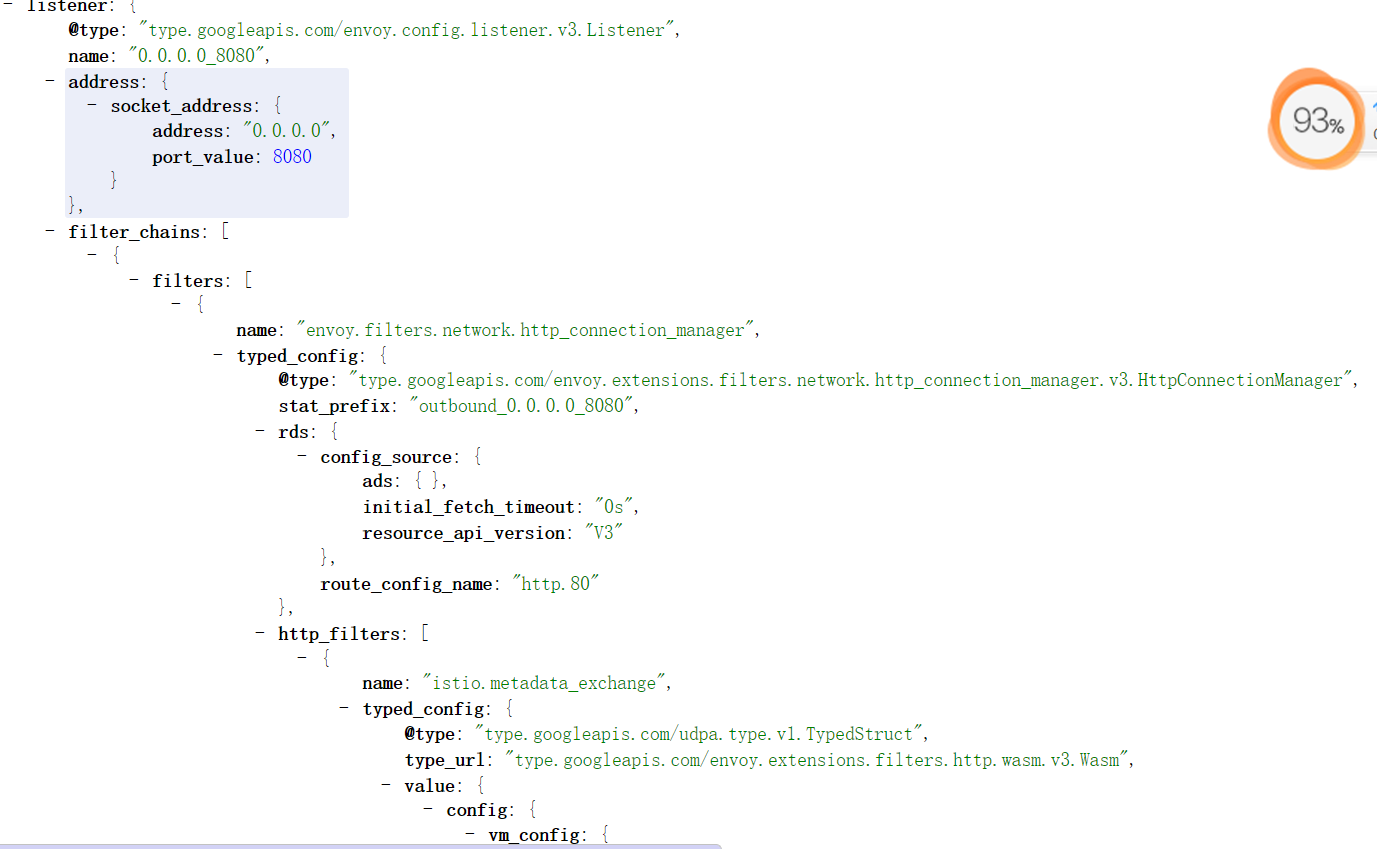 - listener: {
@type: "type.googleapis.com/envoy.config.listener.v3.Listener",
name: "0.0.0.0_8080",
- address: {
- socket_address: {
address: "0.0.0.0",
port_value: 8080
}
},
- filter_chains: [
- {
- filters: [
- {
name: "envoy.filters.network.http_connection_manager",
- typed_config: {
@type: "type.googleapis.com/envoy.extensions.filters.network.http_connection_manager.v3.HttpConnectionManager",
stat_prefix: "outbound_0.0.0.0_8080",
- rds: {
- config_source: {
ads: { },
initial_fetch_timeout: "0s",
resource_api_version: "V3"
},
route_config_name: "http.80"
},
- http_filters: [
- {
name: "istio.metadata_exchange",
- typed_config: {
@type: "type.googleapis.com/udpa.type.v1.TypedStruct",
type_url: "type.googleapis.com/envoy.extensions.filters.http.wasm.v3.Wasm",
- value: {
- config: {
- vm_config: {
93%